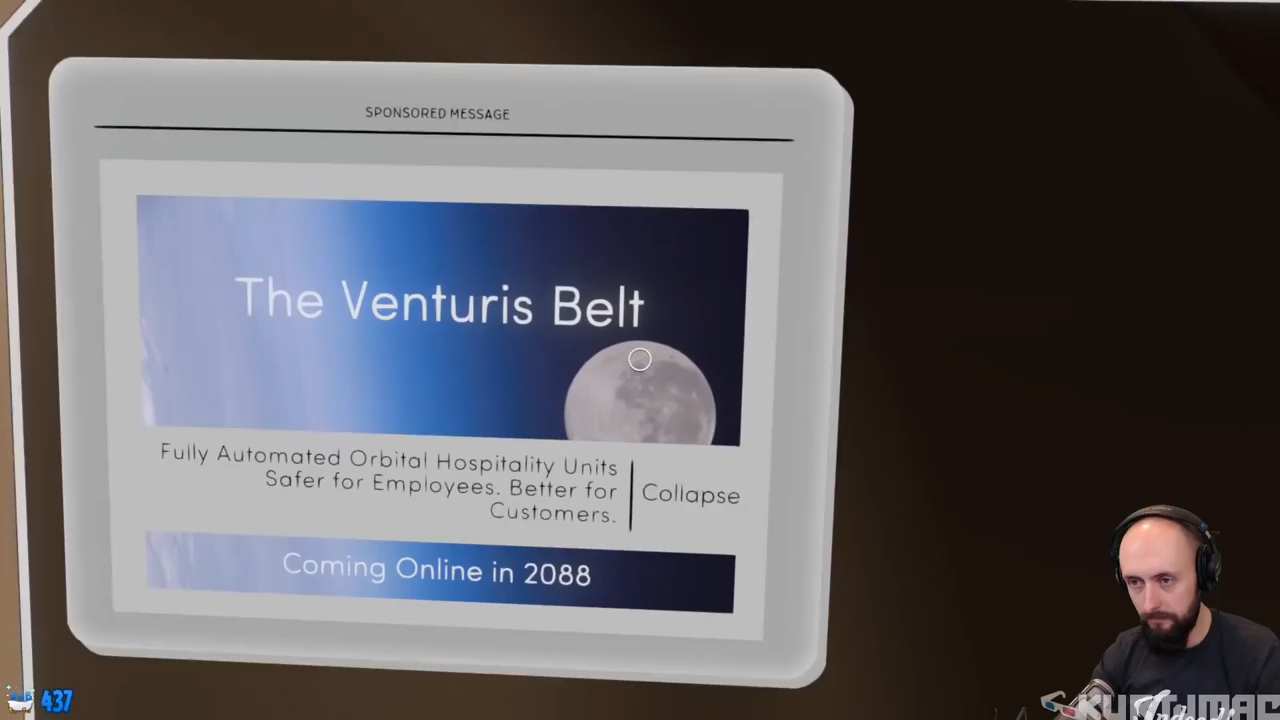 SPONSORED MESSAGE
The Venturis Belt
Fully Automated Orbital Hospitality Units
Safer for Employees. Better for
Customers.
Collapse
Coming Online in 2088
437